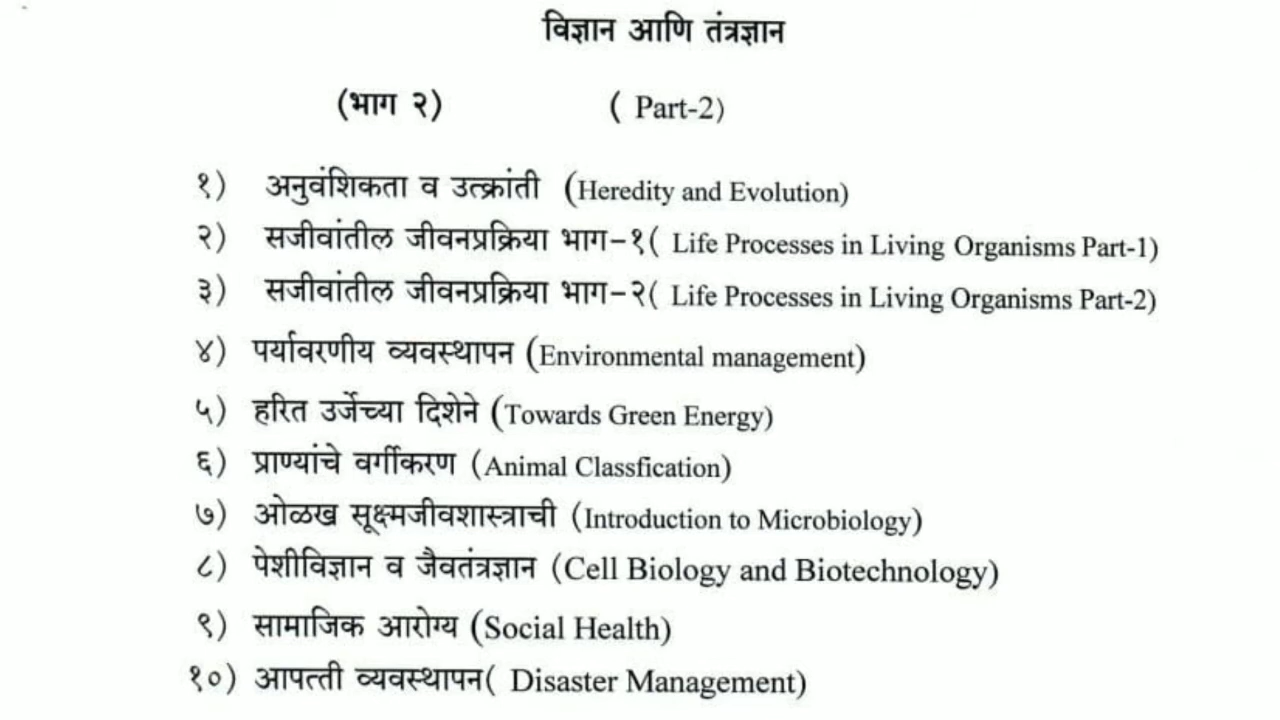 विज्ञान आणि तंत्रज्ञान
(भाग २) ( Part-2)
१) अनुवंशिकता व उत्क्रांती (Heredity and Evolution)
२) सजीवांतील जीवनप्रक्रिया भाग-१( Life Processes in Living Organisms Part-1)
३) सजीवांतील जीवनप्रक्रिया भाग-२( Life Processes in Living Organisms Part-2)
४) पर्यावरणीय व्यवस्थापन (Environmental management)
५) हरित उर्जेच्या दिशेने (Towards Green Energy)
६) प्राण्यांचे वर्गीकरण (Animal Classfication)
७) ओळख सूक्ष्मजीवशास्त्राची (Introduction to Microbiology)
८) पेशीविज्ञान व जैवतंत्रज्ञान (Cell Biology and Biotechnology)
९) सामाजिक आरोग्य (Social Health)
१०) आपत्ती व्यवस्थापन( Disaster Management)